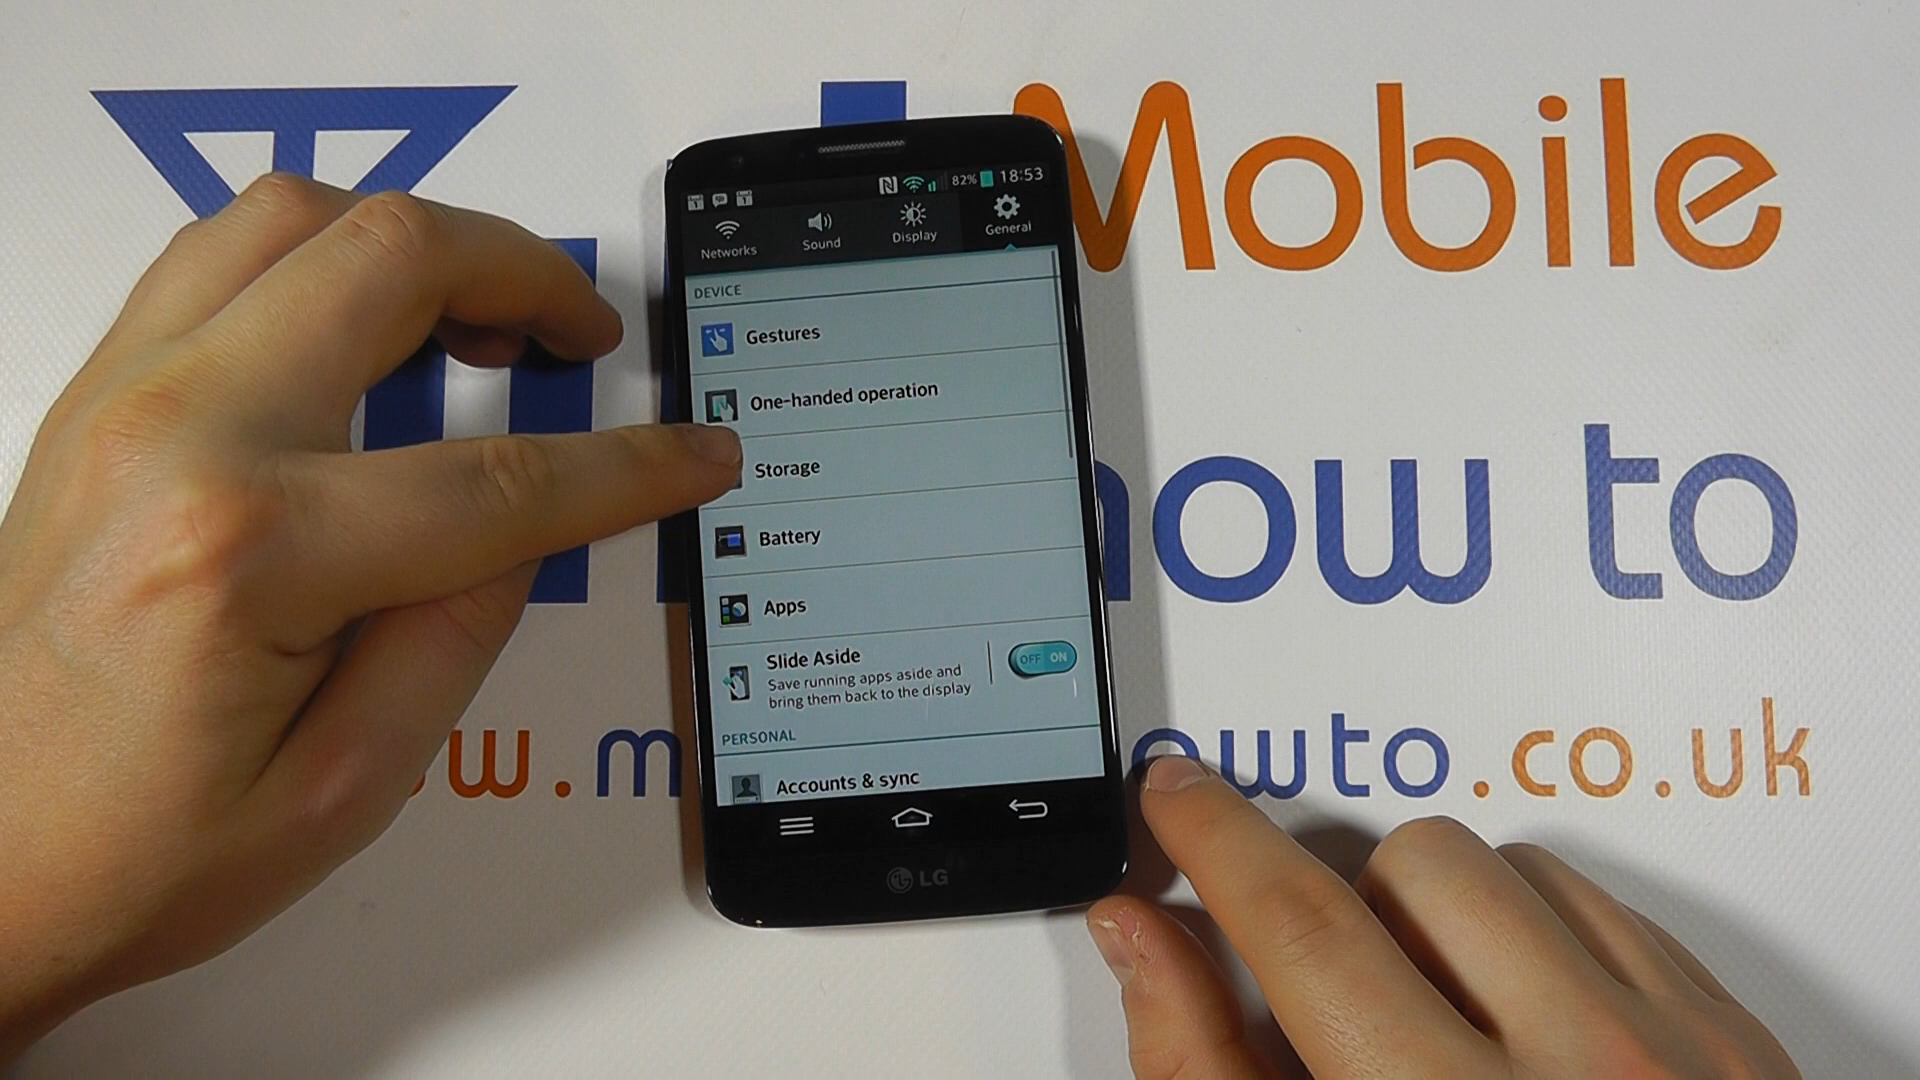 Mobile
82% 18:53
Networks Sound Display General
DEVICE
Gestures
One-handed operation
Storage
Battery
Apps
Slide Aside
Save running apps aside and
bring them back to the display
OFF ON
PERSONAL
Accounts & sync
LG
now to
w.m owto.co.uk